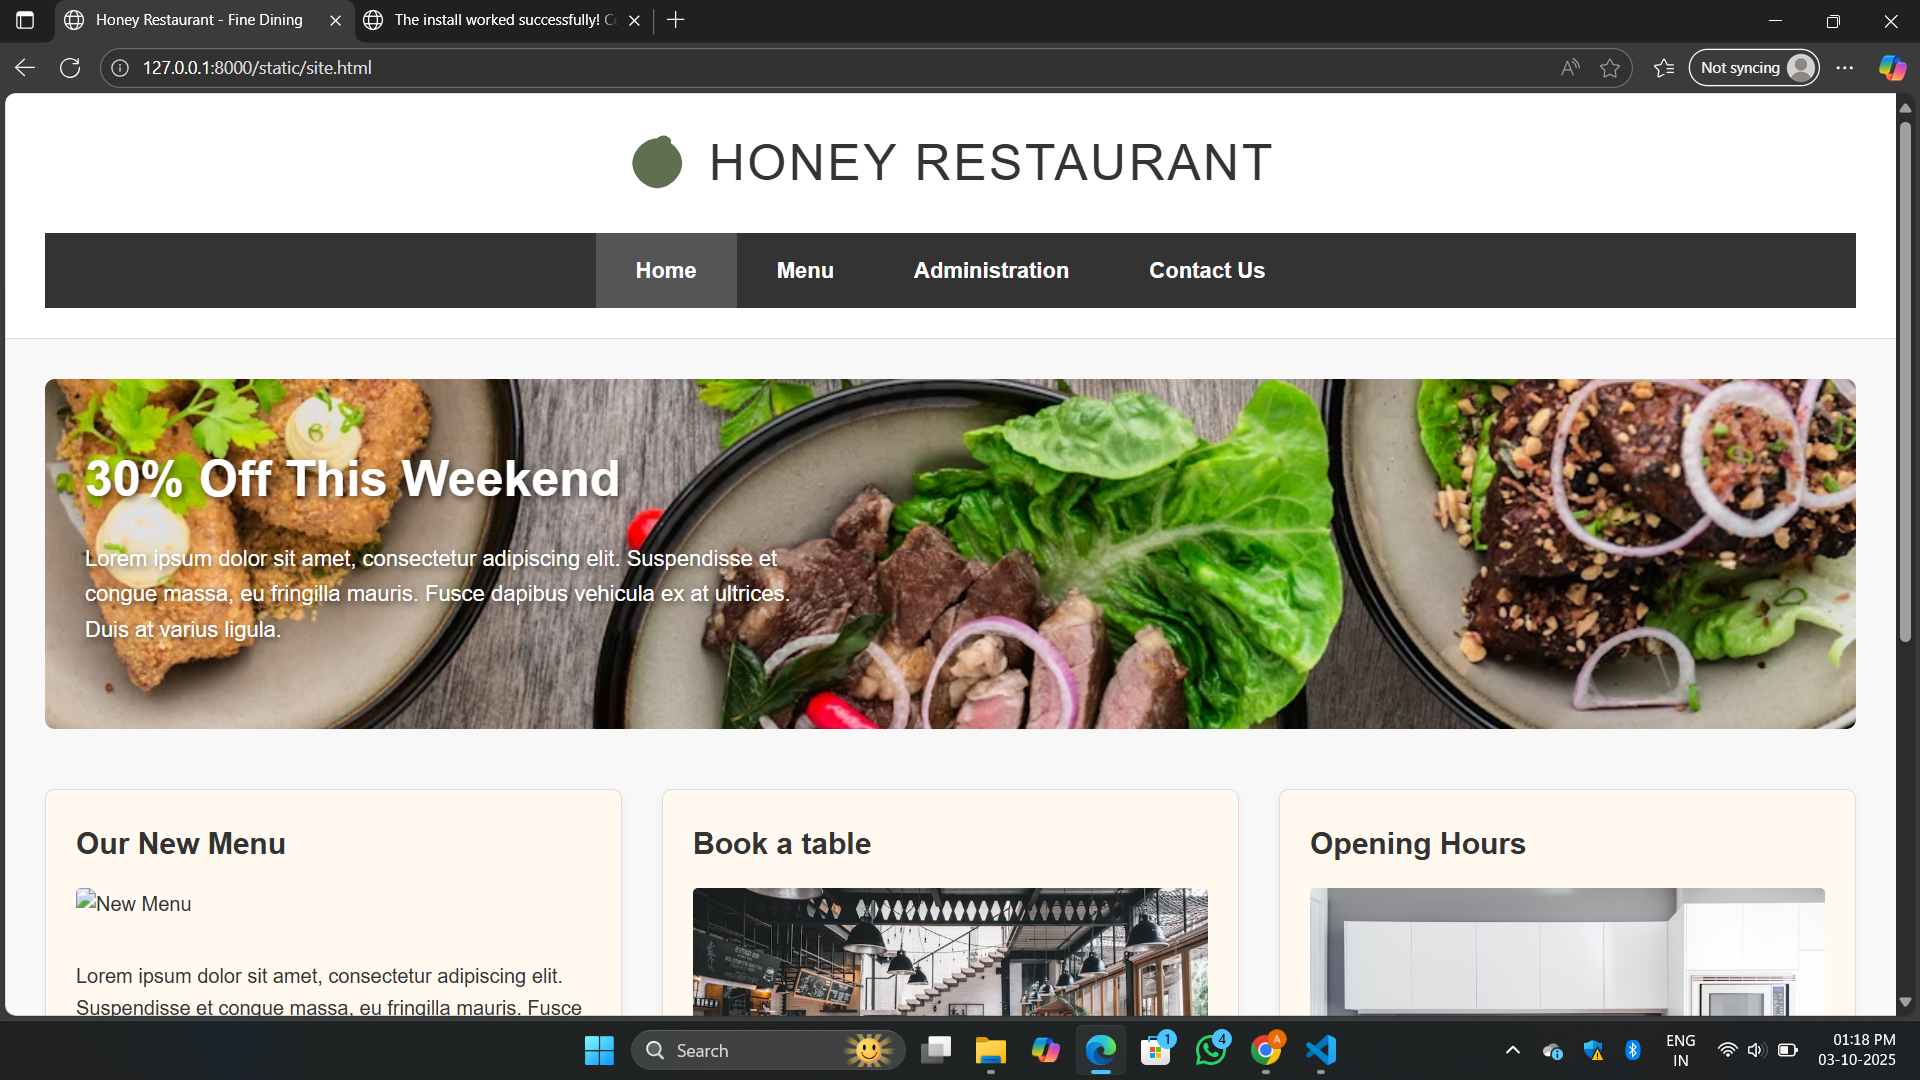 Honey Restaurant - Fine Dining
The install worked successfully! Co
127.0.0.1:8000/static/site.html
Not syncing
HONEY RESTAURANT
Home
Menu
Administration
Contact Us
30% Off This Weekend
Lorem ipsum dolor sit amet, consectetur adipiscing elit. Suspendisse et
congue massa, eu fringilla mauris. Fusce dapibus vehicula ex at ultrices.
Duis at varius ligula.
Our New Menu
New Menu
Lorem ipsum dolor sit amet, consectetur adipiscing elit.
Suspendisse et congue massa, eu fringilla mauris. Fusce
Book a table
Opening Hours
Search
1
4
A
ENG
IN
01:18 PM
03-10-2025